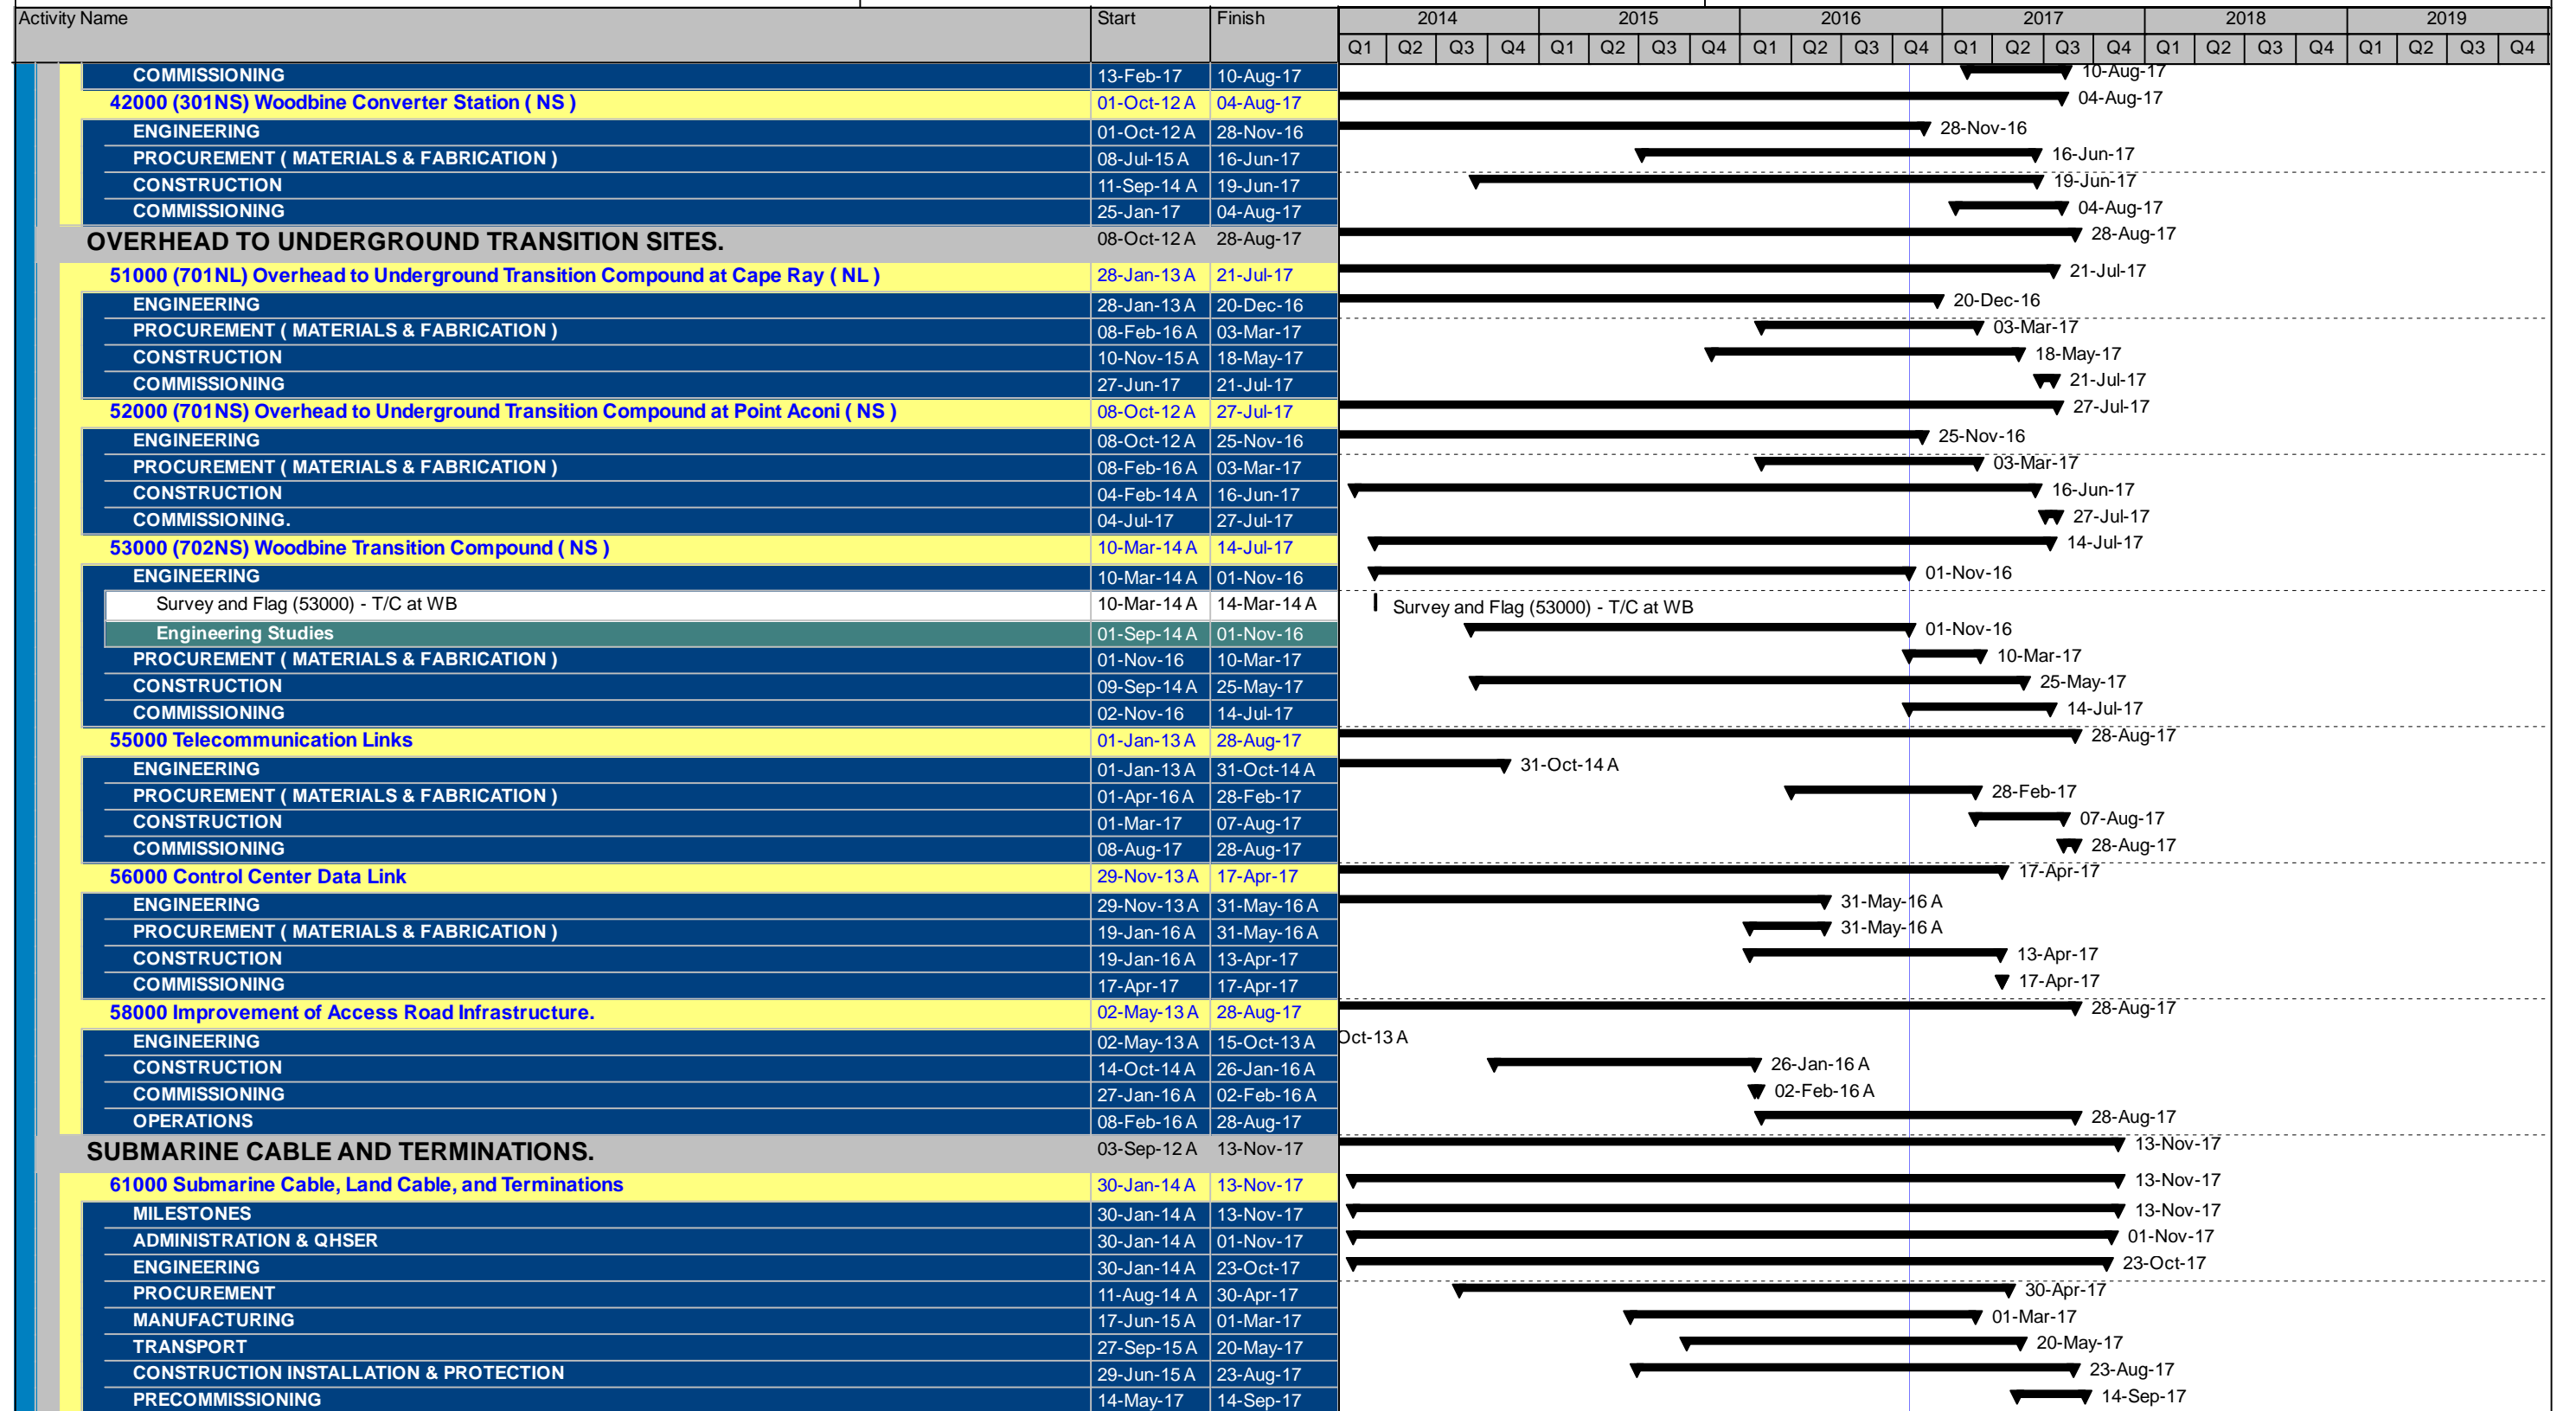 Activity Name Start Finish 2014 2015 2016 2017 2018 2019
Q1 Q2 Q3 Q4 Q1 Q2 Q3 Q4 Q1 Q2 Q3 Q4 Q1 Q2 Q3 Q4 Q1 Q2 Q3 Q4 Q1 Q2 Q3 Q4
COMMISSIONING 13-Feb-17 10-Aug-17 10-Aug-17
42000 (301NS) Woodbine Converter Station ( NS ) 01-Oct-12 A 04-Aug-17 04-Aug-17
ENGINEERING 01-Oct-12 A 28-Nov-16 28-Nov-16
PROCUREMENT ( MATERIALS & FABRICATION ) 08-Jul-15 A 16-Jun-17 16-Jun-17
CONSTRUCTION 11-Sep-14 A 19-Jun-17 19-Jun-17
COMMISSIONING 25-Jan-17 04-Aug-17 04-Aug-17
OVERHEAD TO UNDERGROUND TRANSITION SITES. 08-Oct-12 A 28-Aug-17 28-Aug-17
51000 (701NL) Overhead to Underground Transition Compound at Cape Ray ( NL ) 28-Jan-13 A 21-Jul-17 21-Jul-17
ENGINEERING 28-Jan-13 A 20-Dec-16 20-Dec-16
PROCUREMENT ( MATERIALS & FABRICATION ) 08-Feb-16 A 03-Mar-17 03-Mar-17
CONSTRUCTION 10-Nov-15 A 18-May-17 18-May-17
COMMISSIONING 27-Jun-17 21-Jul-17 21-Jul-17
52000 (701NS) Overhead to Underground Transition Compound at Point Aconi ( NS ) 08-Oct-12 A 27-Jul-17 27-Jul-17
ENGINEERING 08-Oct-12 A 25-Nov-16 25-Nov-16
PROCUREMENT ( MATERIALS & FABRICATION ) 08-Feb-16 A 03-Mar-17 03-Mar-17
CONSTRUCTION 04-Feb-14 A 16-Jun-17 16-Jun-17
COMMISSIONING. 04-Jul-17 27-Jul-17 27-Jul-17
53000 (702NS) Woodbine Transition Compound ( NS ) 10-Mar-14 A 14-Jul-17 14-Jul-17
ENGINEERING 10-Mar-14 A 01-Nov-16 01-Nov-16
Survey and Flag (53000) - T/C at WB 10-Mar-14 A 14-Mar-14 A Survey and Flag (53000) - T/C at WB
Engineering Studies 01-Sep-14 A 01-Nov-16 01-Nov-16
PROCUREMENT ( MATERIALS & FABRICATION ) 01-Nov-16 10-Mar-17 10-Mar-17
CONSTRUCTION 09-Sep-14 A 25-May-17 25-May-17
COMMISSIONING 02-Nov-16 14-Jul-17 14-Jul-17
55000 Telecommunication Links 01-Jan-13 A 28-Aug-17 28-Aug-17
ENGINEERING 01-Jan-13 A 31-Oct-14 A 31-Oct-14 A
PROCUREMENT ( MATERIALS & FABRICATION ) 01-Apr-16 A 28-Feb-17 28-Feb-17
CONSTRUCTION 01-Mar-17 07-Aug-17 07-Aug-17
COMMISSIONING 08-Aug-17 28-Aug-17 28-Aug-17
56000 Control Center Data Link 29-Nov-13 A 17-Apr-17 17-Apr-17
ENGINEERING 29-Nov-13 A 31-May-16 A 31-May-16 A
PROCUREMENT ( MATERIALS & FABRICATION ) 19-Jan-16 A 31-May-16 A 31-May-16 A
CONSTRUCTION 19-Jan-16 A 13-Apr-17 13-Apr-17
COMMISSIONING 17-Apr-17 17-Apr-17 17-Apr-17
58000 Improvement of Access Road Infrastructure. 02-May-13 A 28-Aug-17 28-Aug-17
ENGINEERING 02-May-13 A 15-Oct-13 A Oct-13 A
CONSTRUCTION 14-Oct-14 A 26-Jan-16 A 26-Jan-16 A
COMMISSIONING 27-Jan-16 A 02-Feb-16 A 02-Feb-16 A
OPERATIONS 08-Feb-16 A 28-Aug-17 28-Aug-17
SUBMARINE CABLE AND TERMINATIONS. 03-Sep-12 A 13-Nov-17 13-Nov-17
61000 Submarine Cable, Land Cable, and Terminations 30-Jan-14 A 13-Nov-17 13-Nov-17
MILESTONES 30-Jan-14 A 13-Nov-17 13-Nov-17
ADMINISTRATION & QHSER 30-Jan-14 A 01-Nov-17 01-Nov-17
ENGINEERING 30-Jan-14 A 23-Oct-17 23-Oct-17
PROCUREMENT 11-Aug-14 A 30-Apr-17 30-Apr-17
MANUFACTURING 17-Jun-15 A 01-Mar-17 01-Mar-17
TRANSPORT 27-Sep-15 A 20-May-17 20-May-17
CONSTRUCTION INSTALLATION & PROTECTION 29-Jun-15 A 23-Aug-17 23-Aug-17
PRECOMMISSIONING 14-May-17 14-Sep-17 14-Sep-17